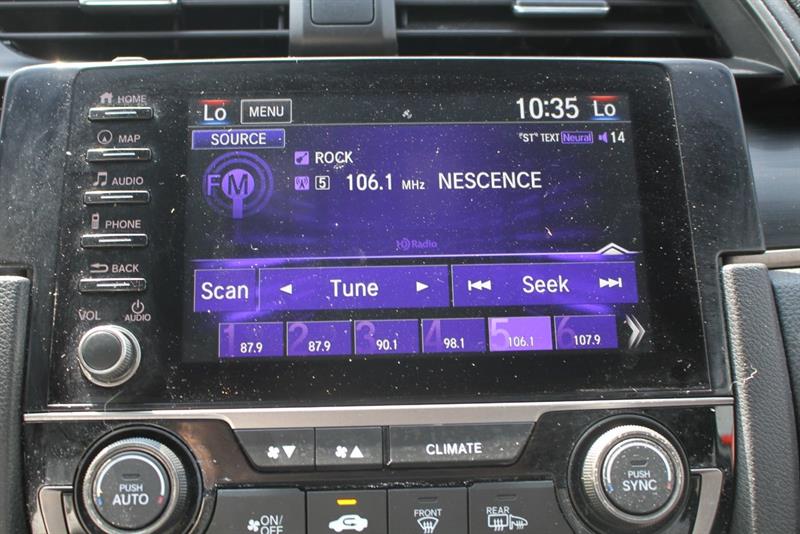 HOME
MAP
AUDIO
PHONE
BACK
VOL
AUDIO
Lo MENU 10:35 Lo
SOURCE "ST" TEXT Neural 14
ROCK
FM 5 106.1 MHz NESCENCE
HD Radio
Scan Tune Seek
1 87.9 2 87.9 3 90.1 4 98.1 5 106.1 6 107.9
CLIMATE
PUSH AUTO
ON/OFF
FRONT
REAR
PUSH SYNC